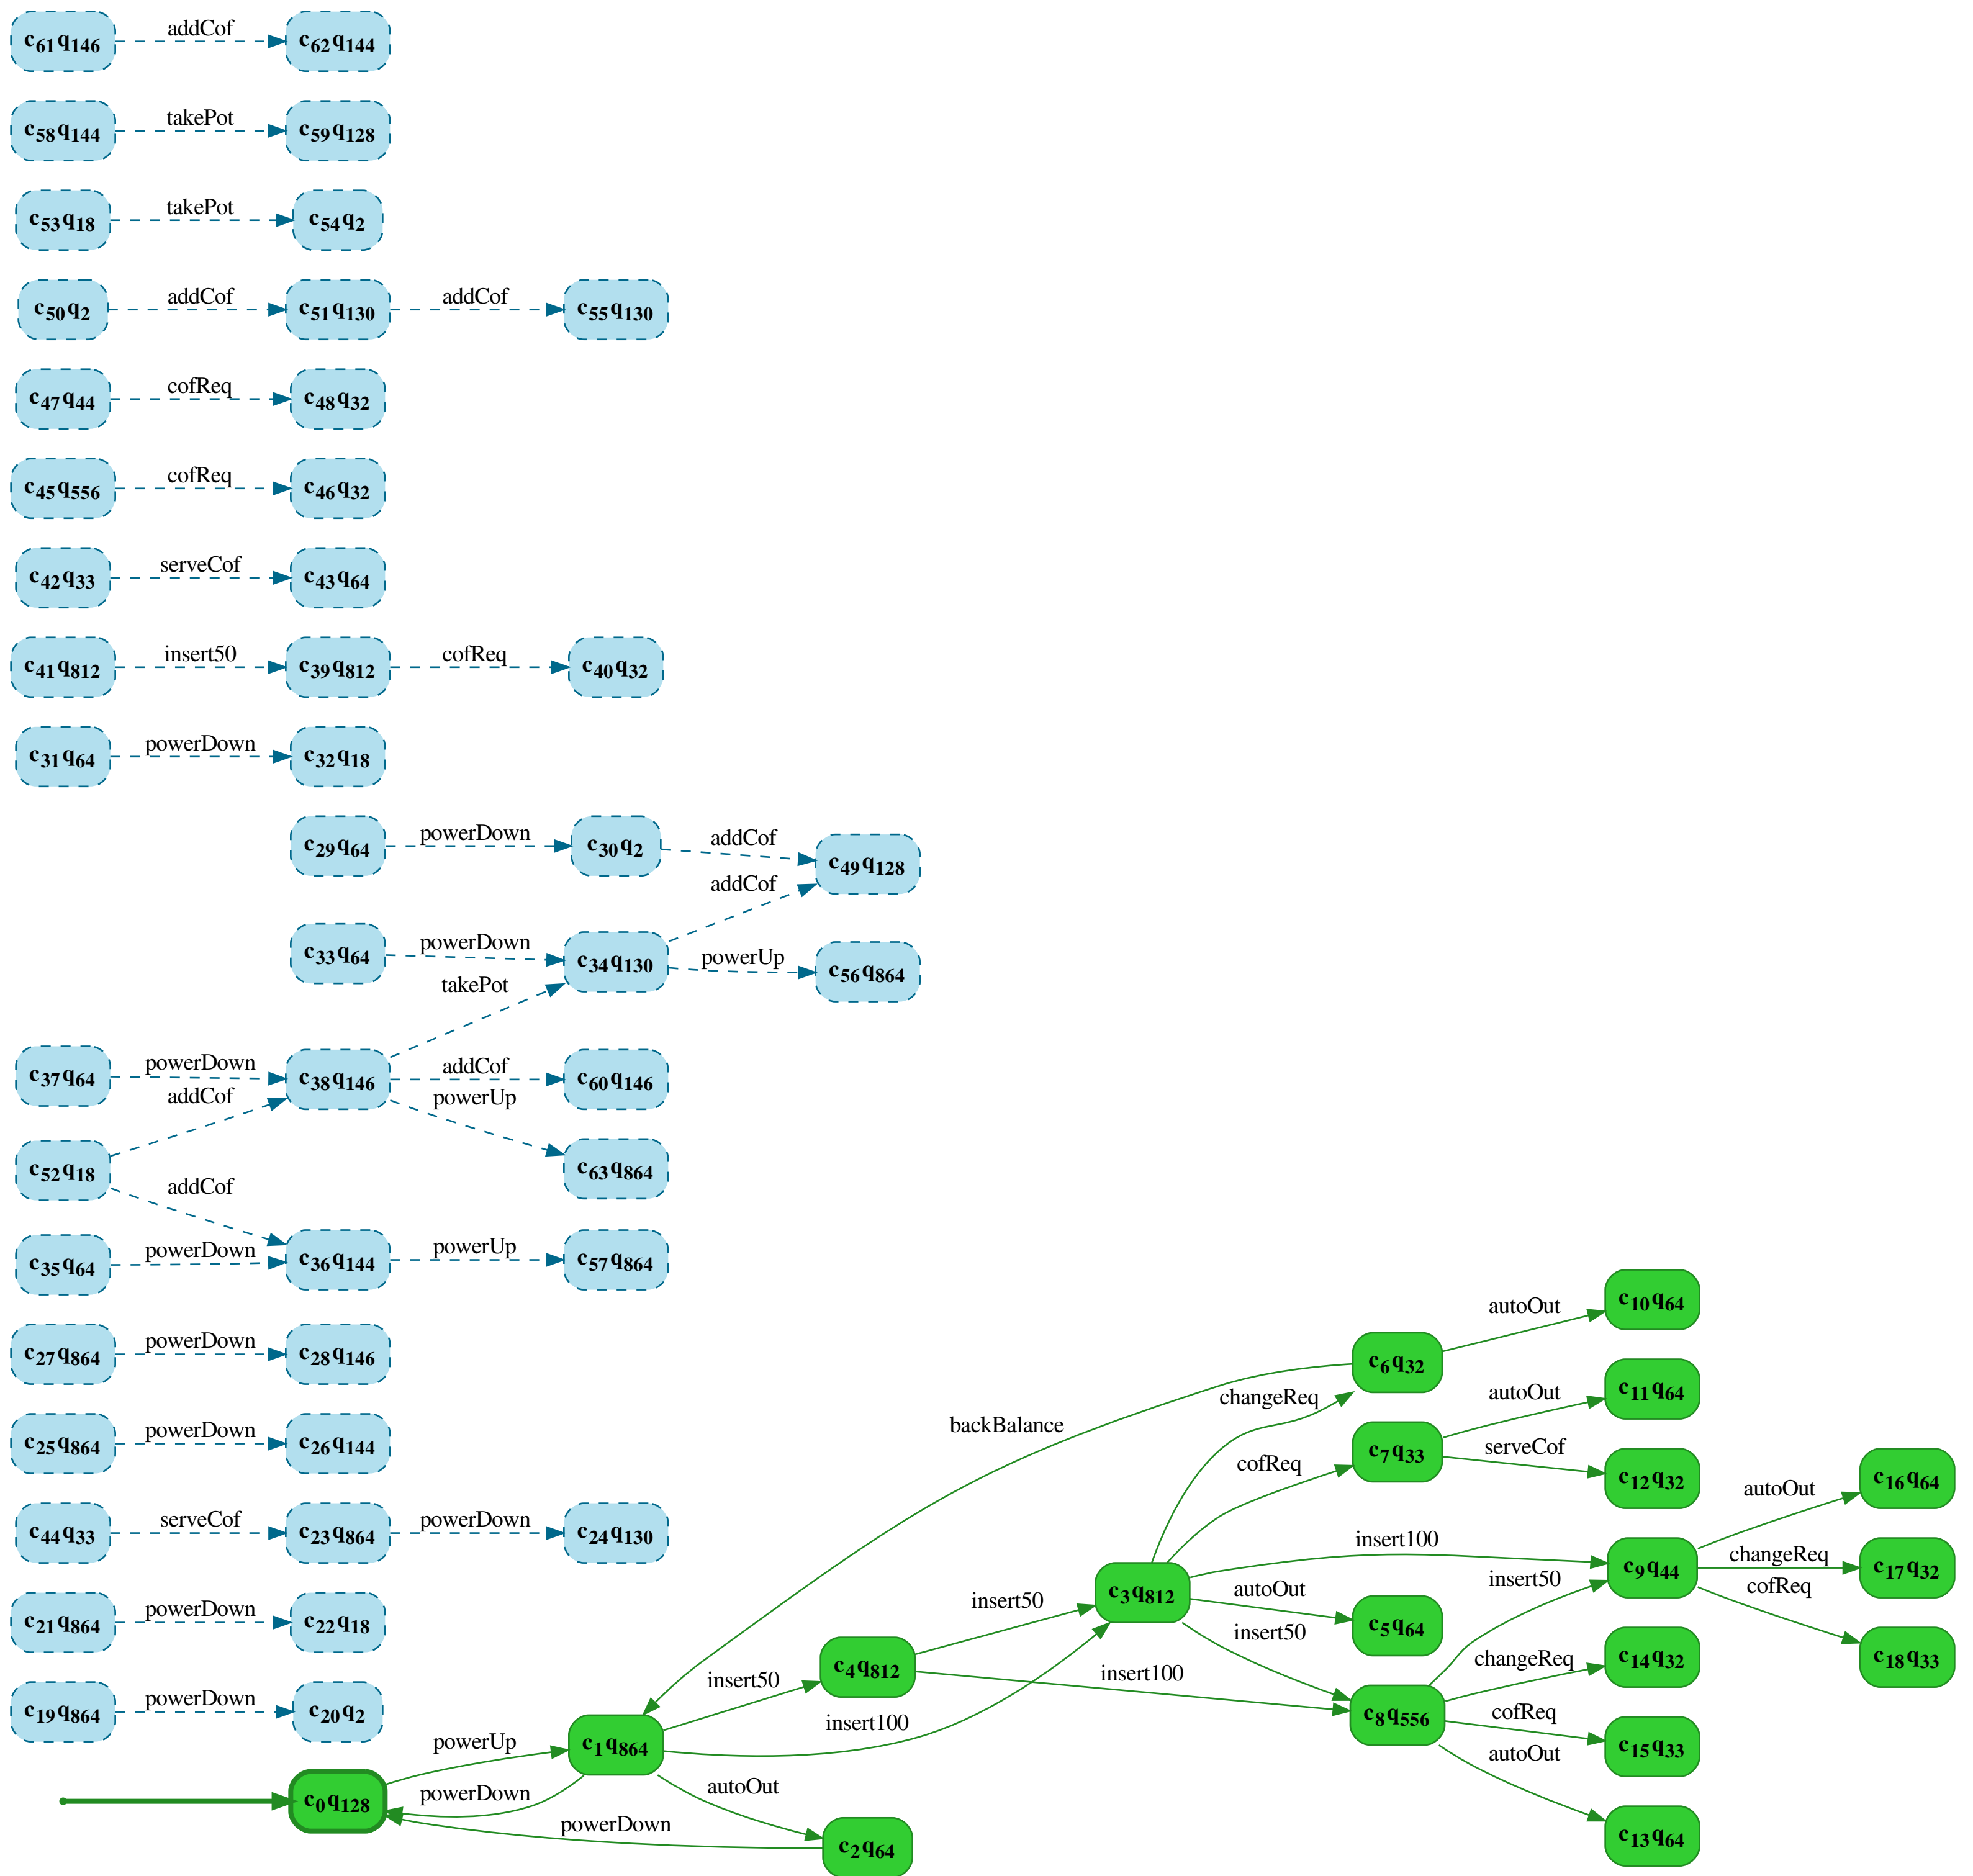 c61q146 addCof c62q144
c58q144 takePot c59q128
c53q18 takePot c54q2
c50q2 addCof c51q130 addCof c55q130
c47q44 cofReq c48q32
c45q556 cofReq c46q32
c42q33 serveCof c43q64
c41q812 insert50 c39q812 cofReq c40q32
c31q64 powerDown c32q18
c29q64 powerDown c30q2 addCof c49q128
addCof
c33q64 powerDown c34q130 powerUp c56q864
takePot
c37q64 powerDown c38q146 addCof c60q146
addCof powerUp
c52q18 c63q864
addCof
c35q64 powerDown c36q144 powerUp c57q864
c10q64
autoOut
c27q864 powerDown c28q146
c6q32
changeReq autoOut c11q64
backBalance
c25q864 powerDown c26q144
c7q33 serveCof c12q32 c16q64
cofReq autoOut
c44q33 serveCof c23q864 powerDown c24q130
insert100 c9q44 changeReq c17q32
insert50 cofReq
c3q812 autoOut c5q64
insert50 insert50
c21q864 powerDown c22q18
changeReq c14q32 c18q33
c4q812 insert100
insert50
c19q864 powerDown c20q2
insert100 c8q556 cofReq c15q33
powerUp c1q864
autoOut
powerDown autoOut
c0q128
powerDown c2q64 c13q64